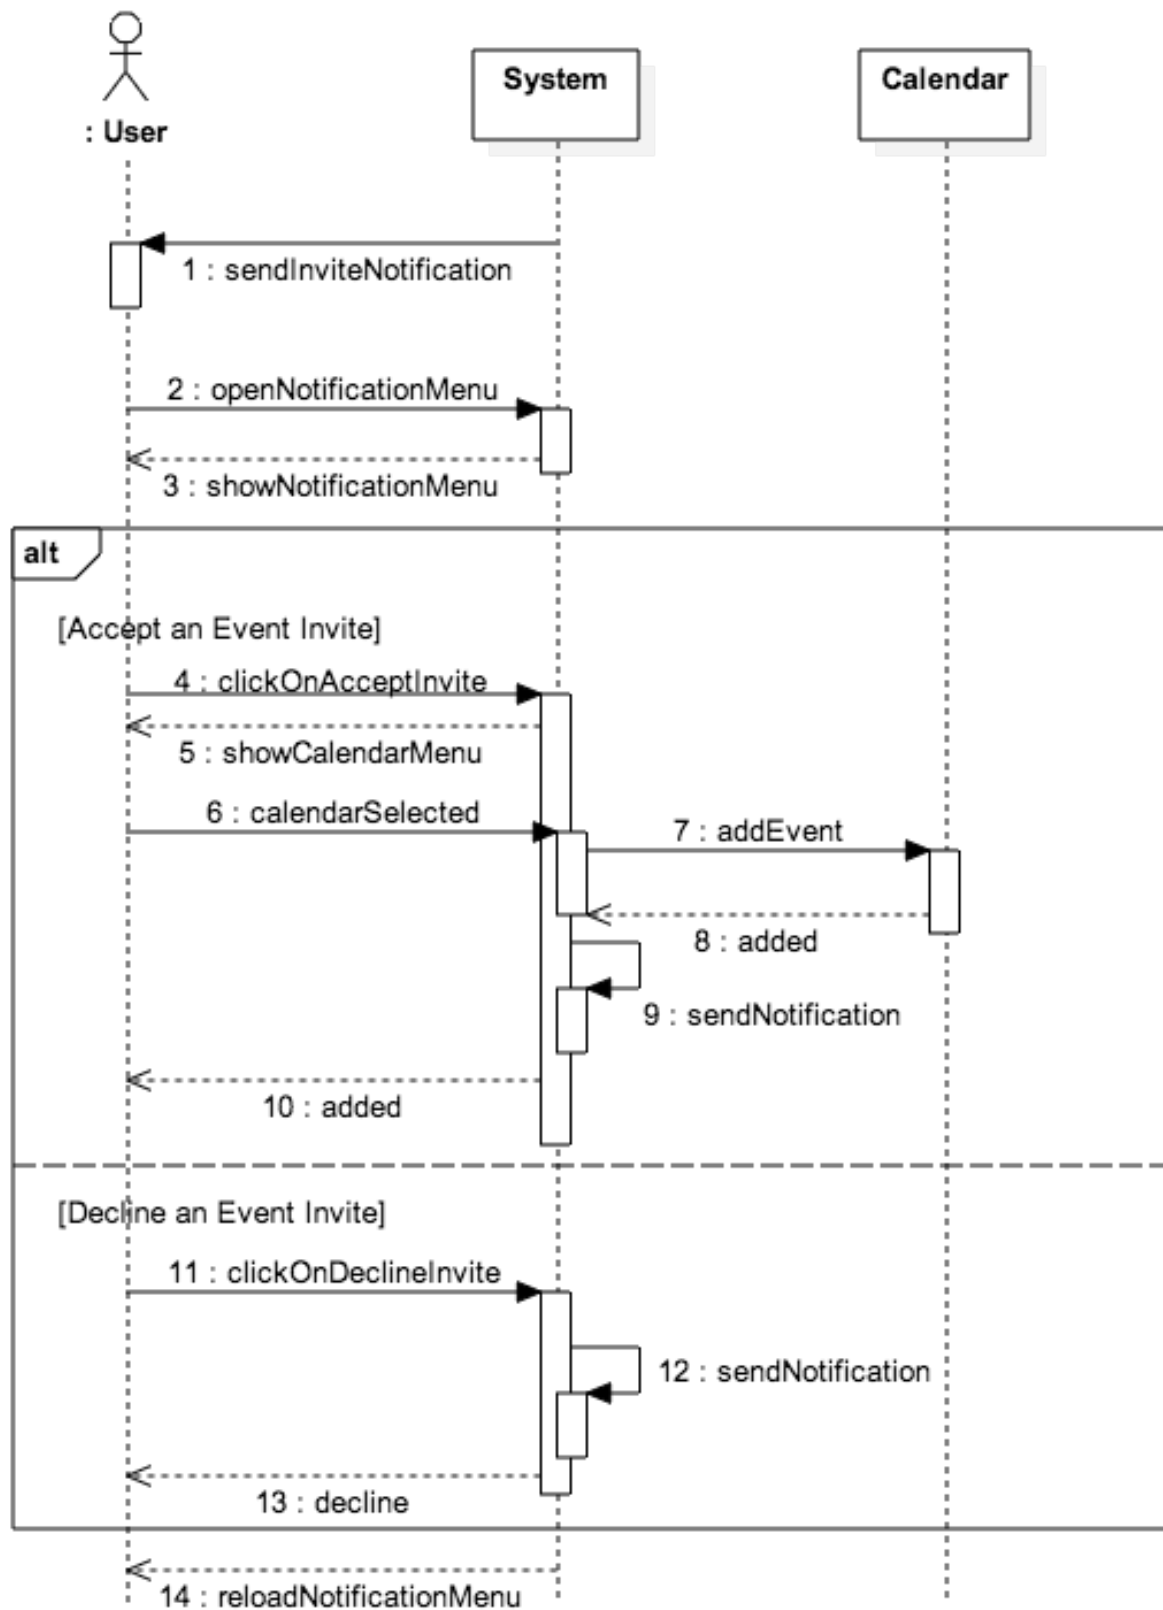 : User
System
Calendar
1 : sendInviteNotification
2 : openNotificationMenu
3 : showNotificationMenu
alt
[Accept an Event Invite]
4 : clickOnAcceptInvite
5 : showCalendarMenu
6 : calendarSelected
7 : addEvent
8 : added
9 : sendNotification
10 : added
[Decline an Event Invite]
11 : clickOnDeclineInvite
12 : sendNotification
13 : decline
14 : reloadNotificationMenu